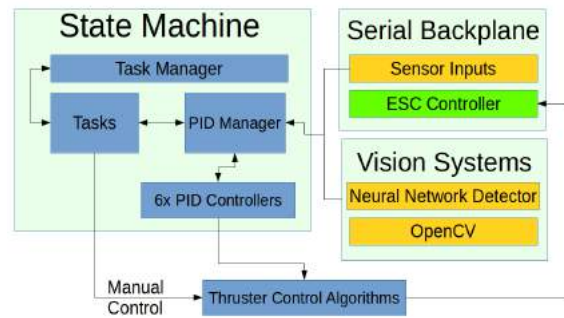 State Machine
Task Manager
Tasks
PID Manager
6x PID Controllers
Serial Backplane
Sensor Inputs
ESC Controller
Vision Systems
Neural Network Detector
OpenCV
Manual
Control
Thruster Control Algorithms